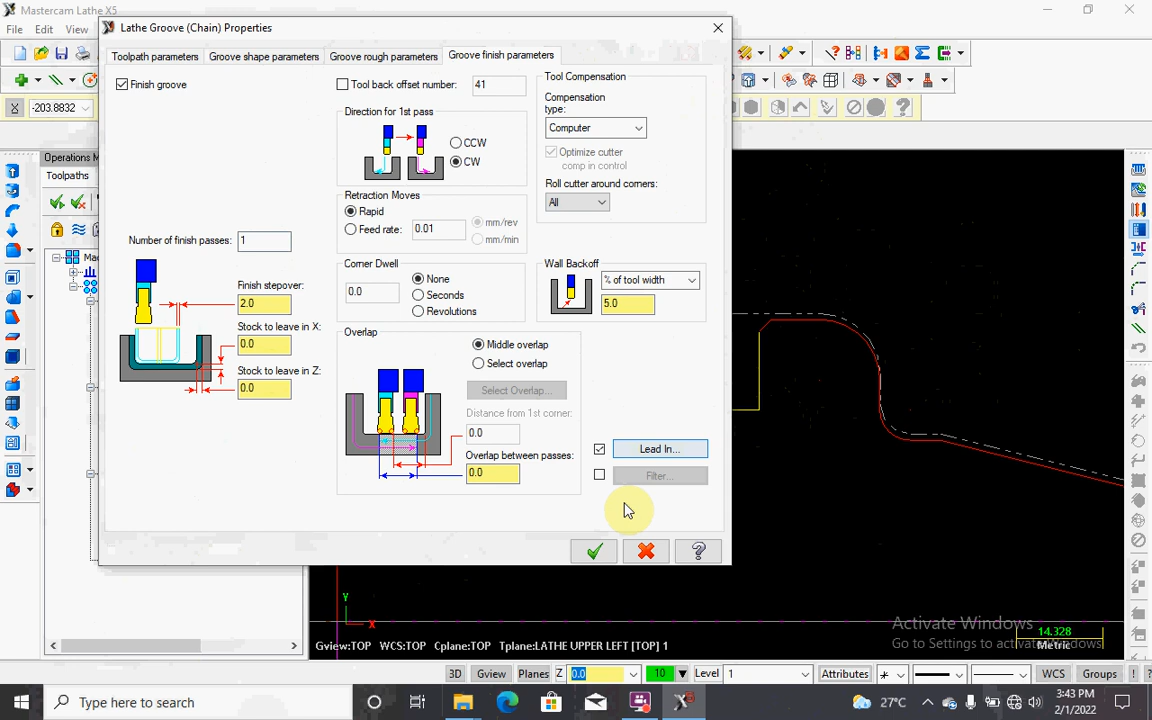 Mastercam Lathe X5
File Edit View
-203.8832
Operations M
Toolpaths
Lathe Groove (Chain) Properties
Toolpath parameters Groove shape parameters Groove rough parameters Groove finish parameters
Finish groove
Number of finish passes: 1
Finish stepover:
2.0
Stock to leave in X:
0.0
Stock to leave in Z:
0.0
Tool back offset number: 41
Direction for 1st pass
CCW
CW
Retraction Moves
Rapid
Feed rate: 0.01 mm/rev
mm/min
Corner Dwell
0.0
None
Seconds
Revolutions
Overlap
Middle overlap
Select overlap
Select Overlap...
Distance from 1st corner:
0.0
Overlap between passes:
0.0
Tool Compensation
Compensation
type:
Computer
Optimize cutter
comp in control
Roll cutter around corners:
All
Wall Backoff
% of tool width
5.0
Lead In...
Filter...
Y
X
Gview:TOP WCS:TOP Cplane:TOP Tplane:LATHE UPPER LEFT [TOP] 1
Activate Windows
Go to Settings to activate Windows.
14.328
Metric
3D Gview Planes Z 0.0 10 Level 1 Attributes WCS Groups ! ?
Type here to search
27°C
3:43 PM
2/1/2022